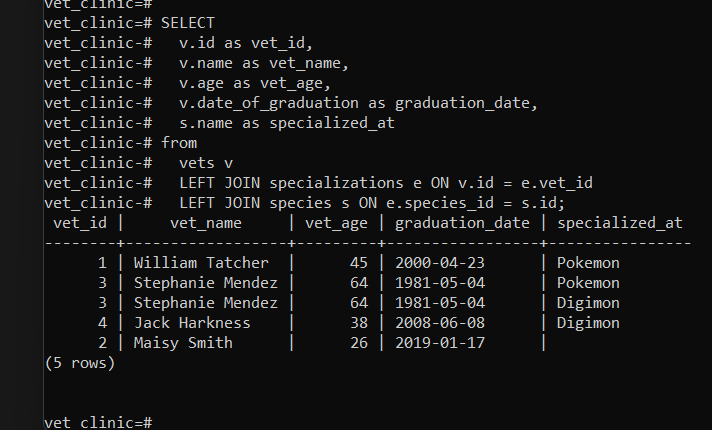 vet_clinic=#
vet_clinic=# SELECT
vet_clinic-#   v.id as vet_id,
vet_clinic-#   v.name as vet_name,
vet_clinic-#   v.age as vet_age,
vet_clinic-#   v.date_of_graduation as graduation_date,
vet_clinic-#   s.name as specialized_at
vet_clinic-# from
vet_clinic-#   vets v
vet_clinic-#   LEFT JOIN specializations e ON v.id = e.vet_id
vet_clinic-#   LEFT JOIN species s ON e.species_id = s.id;
 vet_id |     vet_name     | vet_age | graduation_date | specialized_at
--------+------------------+---------+-----------------+----------------
      1 | William Tatcher  |      45 | 2000-04-23      | Pokemon
      3 | Stephanie Mendez |      64 | 1981-05-04      | Pokemon
      3 | Stephanie Mendez |      64 | 1981-05-04      | Digimon
      4 | Jack Harkness    |      38 | 2008-06-08      | Digimon
      2 | Maisy Smith      |      26 | 2019-01-17      |
(5 rows)
vet_clinic=#